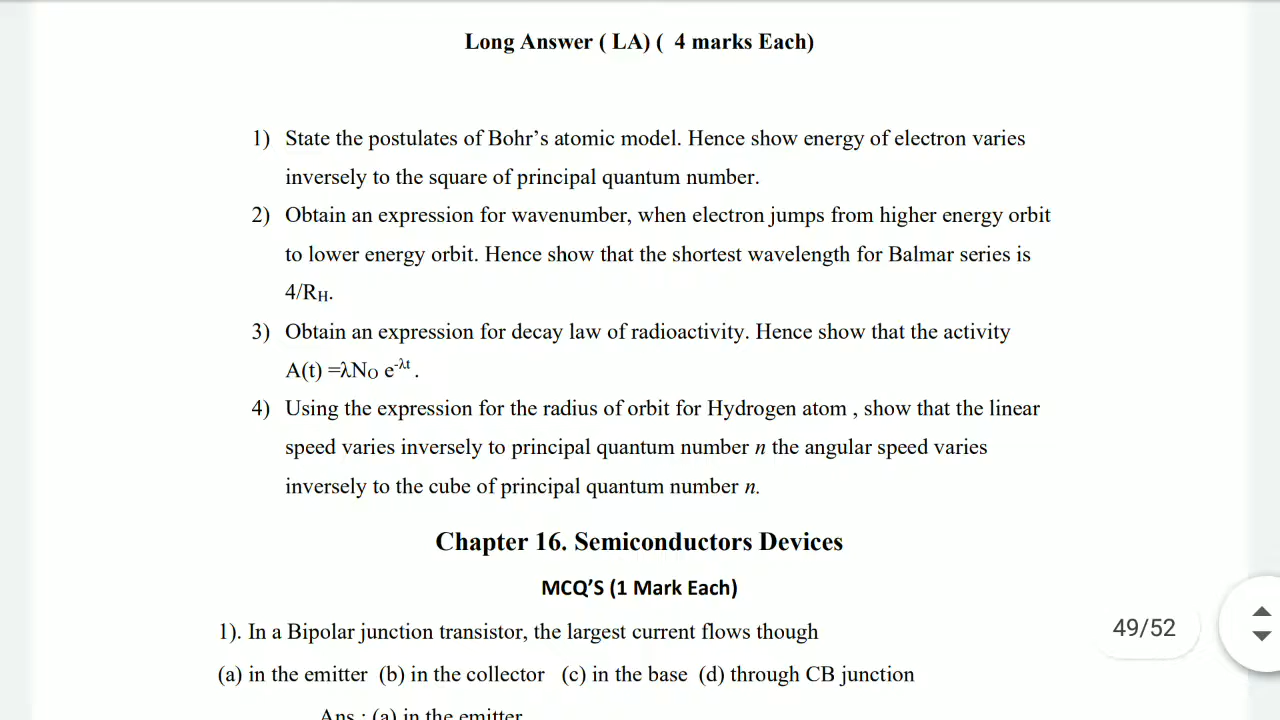 Long Answer ( LA) (  4 marks Each)
1) State the postulates of Bohr’s atomic model. Hence show energy of electron varies
inversely to the square of principal quantum number.
2) Obtain an expression for wavenumber, when electron jumps from higher energy orbit
to lower energy orbit. Hence show that the shortest wavelength for Balmar series is
4/RH.
3) Obtain an expression for decay law of radioactivity. Hence show that the activity
A(t) =λNO e-λt .
4) Using the expression for the radius of orbit for Hydrogen atom , show that the linear
speed varies inversely to principal quantum number n the angular speed varies
inversely to the cube of principal quantum number n.
Chapter 16. Semiconductors Devices
MCQ’S (1 Mark Each)
1). In a Bipolar junction transistor, the largest current flows though
49/52
(a) in the emitter  (b) in the collector   (c) in the base  (d) through CB junction
Ans : (a) in the emitter